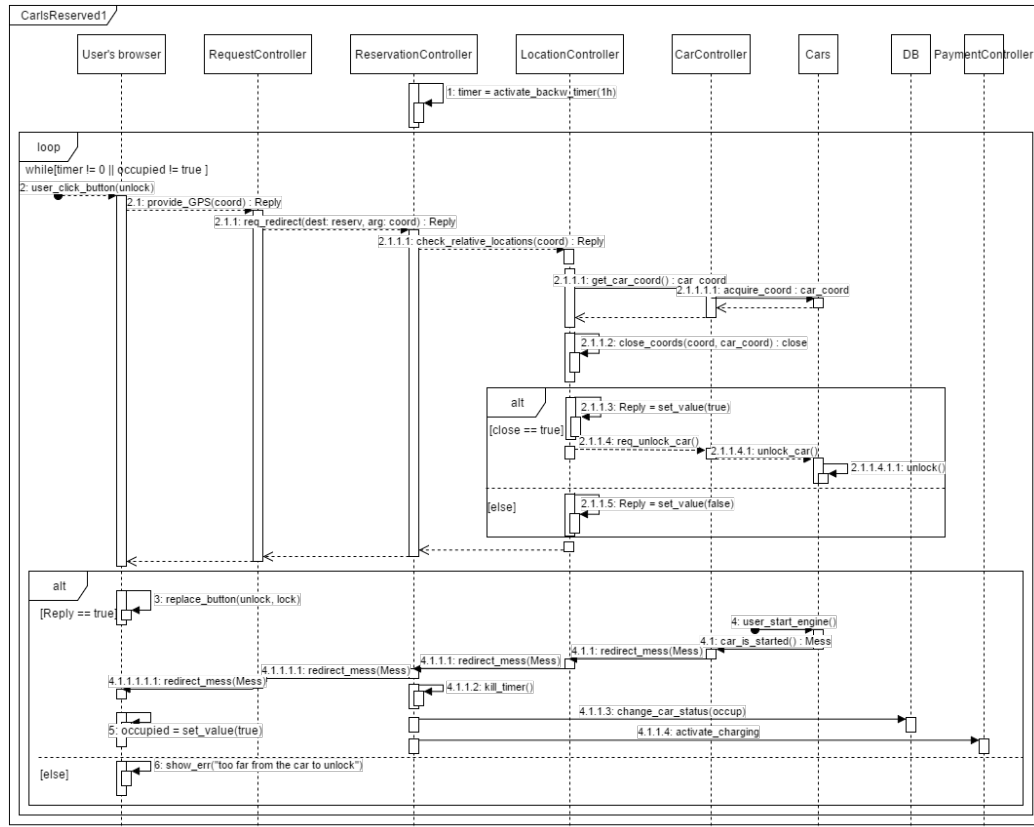 CarIsReserved1
User's browser
RequestController
ReservationController
LocationController
CarController
Cars
DB
PaymentController
1: timer = activate_backw_timer(1h)
loop
while[timer != 0 || occupied != true ]
2: user_click_button(unlock)
2.1: provide_GPS(coord) : Reply
2.1.1: req_redirect(dest: reserv, arg: coord) : Reply
2.1.1.1: check_relative_locations(coord) : Reply
2.1.1.1: get_car_coord() : car_coord
2.1.1.1.1: acquire_coord : car_coord
2.1.1.2: close_coords(coord, car_coord) : close
alt
2.1.1.3: Reply = set_value(true)
[close == true]
2.1.1.4: req_unlock_car()
2.1.1.4.1: unlock_car()
2.1.1.4.1.1: unlock()
[else]
2.1.1.5: Reply = set_value(false)
alt
[Reply == true]
3: replace_button(unlock, lock)
4: user_start_engine()
4.1: car_is_started() : Mess
4.1.1: redirect_mess(Mess)
4.1.1.1: redirect_mess(Mess)
4.1.1.1.1: redirect_mess(Mess)
4.1.1.1.1.1: redirect_mess(Mess)
4.1.1.2: kill_timer()
4.1.1.3: change_car_status(occup)
5: occupied = set_value(true)
4.1.1.4: activate_charging
[else]
6: show_err("too far from the car to unlock")